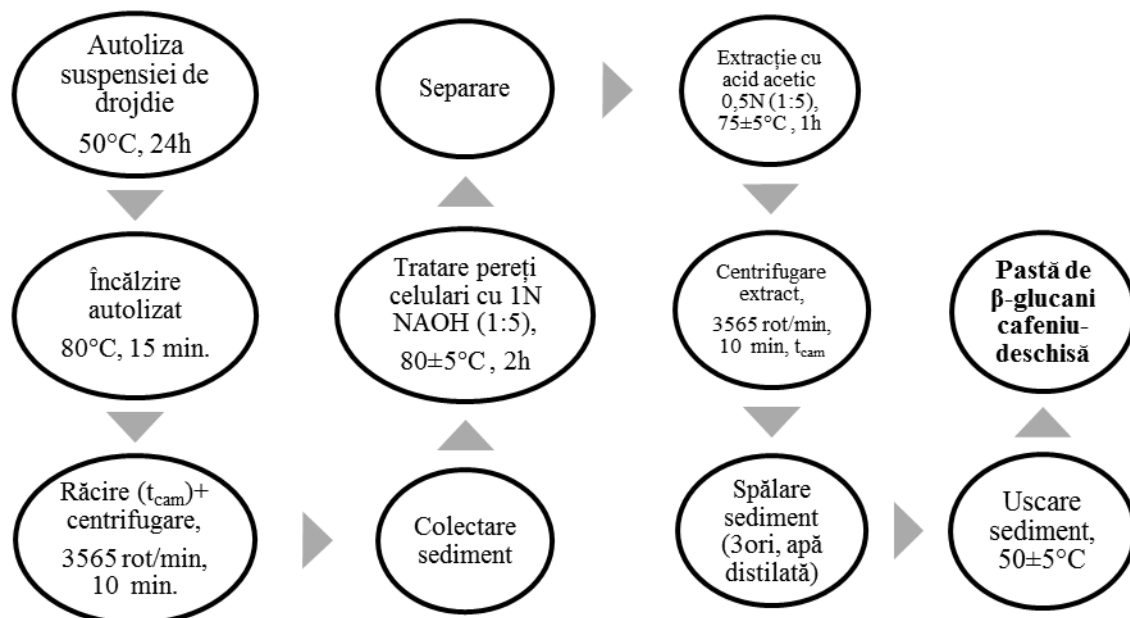 Autoliza
suspensiei de
drojdie
50°C, 24h
Încălzire
autolizat
80°C, 15 min.
Răcire (tcam)+
centrifugare,
3565 rot/min,
10 min.
Colectare
sediment
Tratare pereți
celulari cu 1N
NAOH (1:5),
80±5°C , 2h
Separare
Extracție cu
acid acetic
0,5N (1:5),
75±5°C , 1h
Centrifugare
extract,
3565 rot/min,
10 min, tcam
Spălare
sediment
(3ori, apă
distilată)
Uscare
sediment,
50±5°C
Pastă de
β-glucani
cafeniu-
deschisă